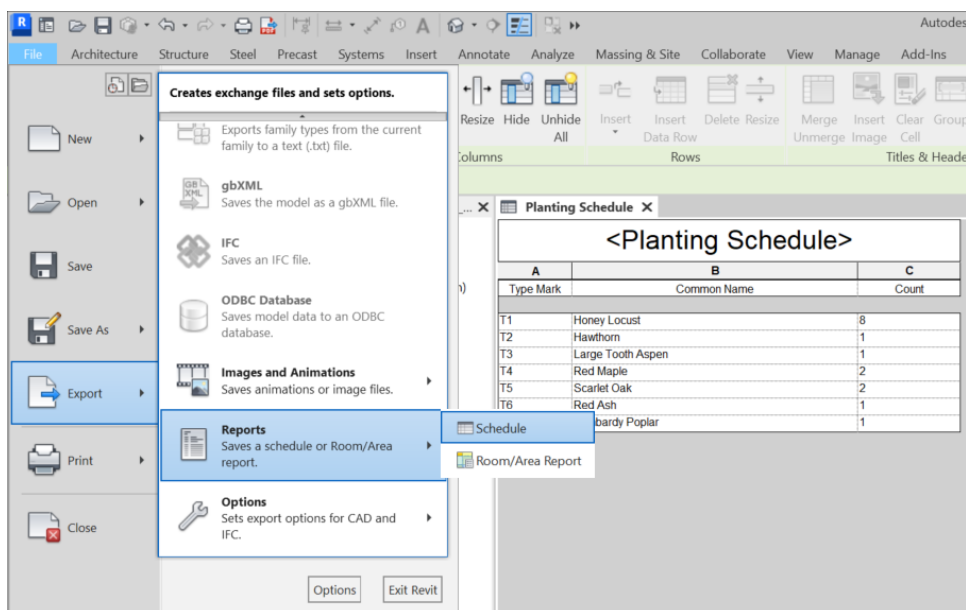 R
Autodes
File Architecture Structure Steel Precast Systems Insert Annotate Analyze Massing & Site Collaborate View Manage Add-Ins
New
Open
Save
Save As
Export
Print
Close
Creates exchange files and sets options.
Exports family types from the current
family to a text (.txt) file.
gbXML
Saves the model as a gbXML file.
IFC
Saves an IFC file.
ODBC Database
Saves model data to an ODBC
database.
Images and Animations
Saves animations or image files.
Reports
Saves a schedule or Room/Area
report.
Options
Sets export options for CAD and
IFC.
Options Exit Revit
Schedule
Room/Area Report
Resize Hide Unhide All
Insert Insert Data Row Delete Resize
Merge Unmerge Insert Image Clear Cell Group
Columns Rows Titles & Heade
... Planting Schedule
<Planting Schedule>
A B C
Type Mark Common Name Count
T1 Honey Locust 8
T2 Hawthorn 1
T3 Large Tooth Aspen 1
T4 Red Maple 2
T5 Scarlet Oak 2
T6 Red Ash 1
bardy Poplar 1